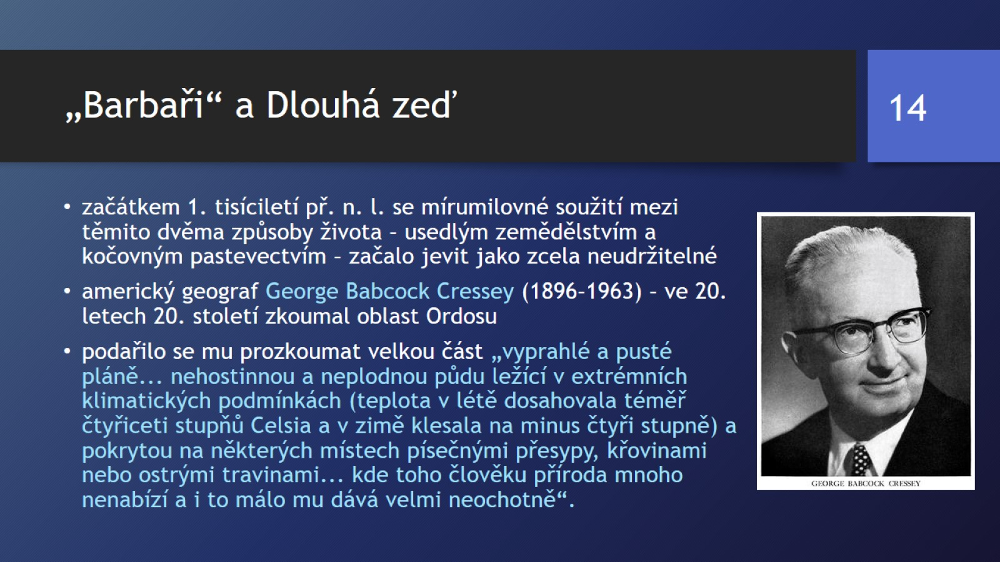 „Barbaři“ a Dlouhá zeď
14
• začátkem 1. tisíciletí př. n. l. se mírumilovné soužití mezi
těmito dvěma způsoby života – usedlým zemědělstvím a
kočovným pastevectvím – začalo jevit jako zcela neudržitelné
• americký geograf George Babcock Cressey (1896–1963) – ve 20.
letech 20. století zkoumal oblast Ordosu
• podařilo se mu prozkoumat velkou část „vyprahlé a pusté
pláně... nehostinnou a neplodnou půdu ležící v extrémních
klimatických podmínkách (teplota v létě dosahovala téměř
čtyřiceti stupňů Celsia a v zimě klesala na minus čtyři stupně) a
pokrytou na některých místech písečnými přesypy, křovinami
nebo ostrými travinami... kde toho člověku příroda mnoho
nenabízí a i to málo mu dává velmi neochotně“.
GEORGE BABCOCK CRESSEY